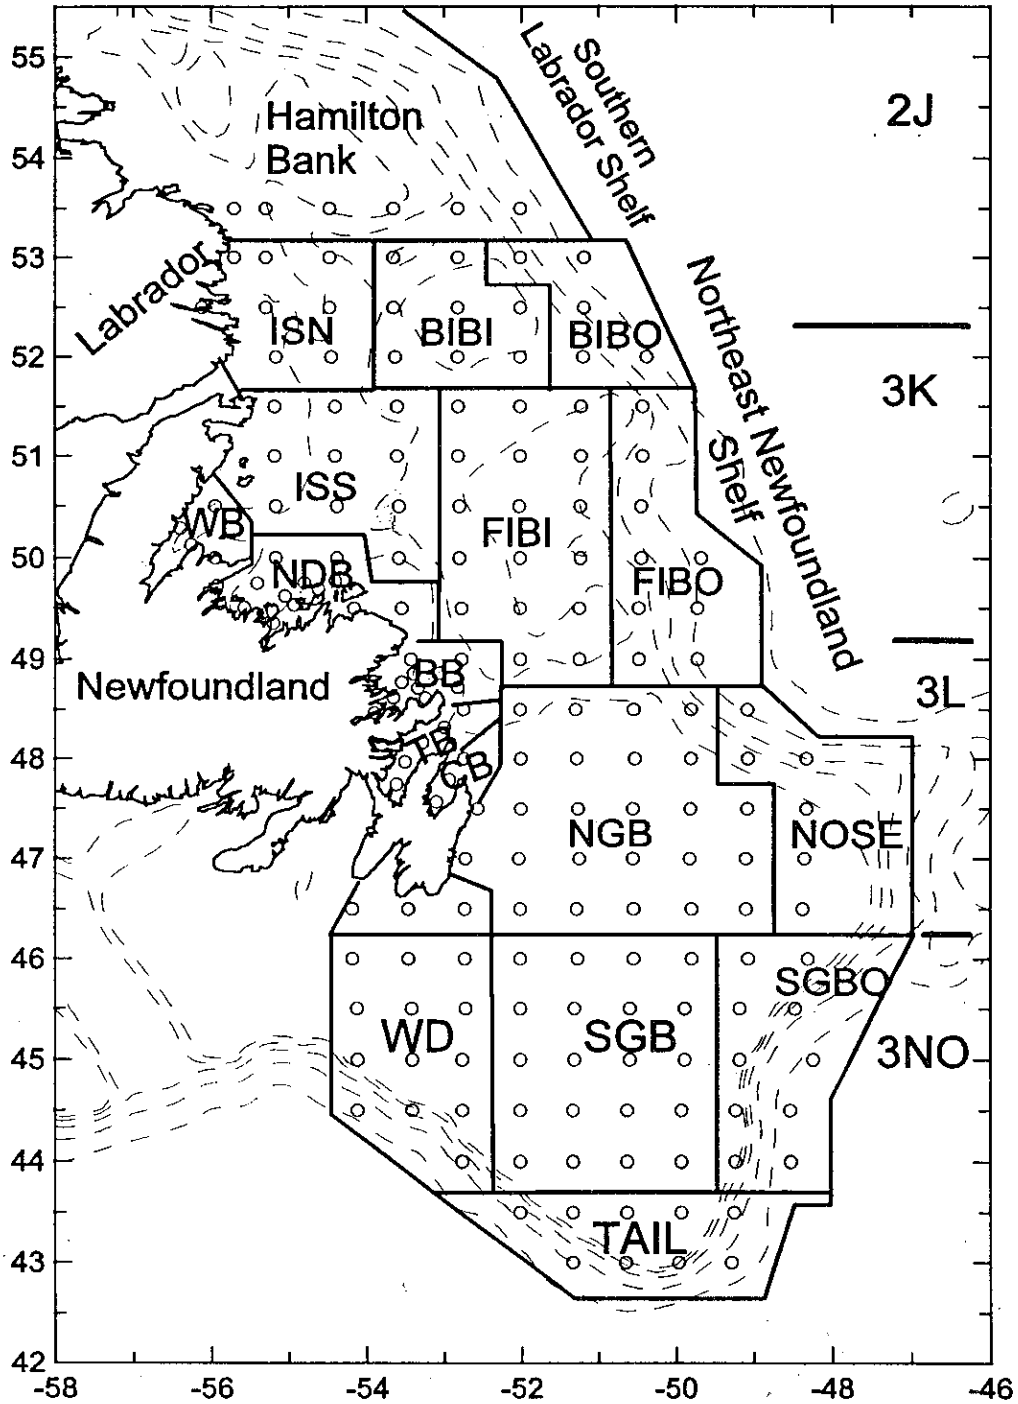 55
54
53
52
51
50
49
48
47
46
45
44
43
42
-58
-56
-54
-52
-50
-48
-46
Southern
Labrador Shelf
2J
Hamilton
Bank
Labrador
Northeast Newfoundland
Shelf
ISN
BIBI
BIBO
3K
ISS
WB
FIBI
NDB
FIBO
Newfoundland
BB
3L
TB
CB
NGB
NOSE
SGBO
WD
SGB
3NO
TAIL